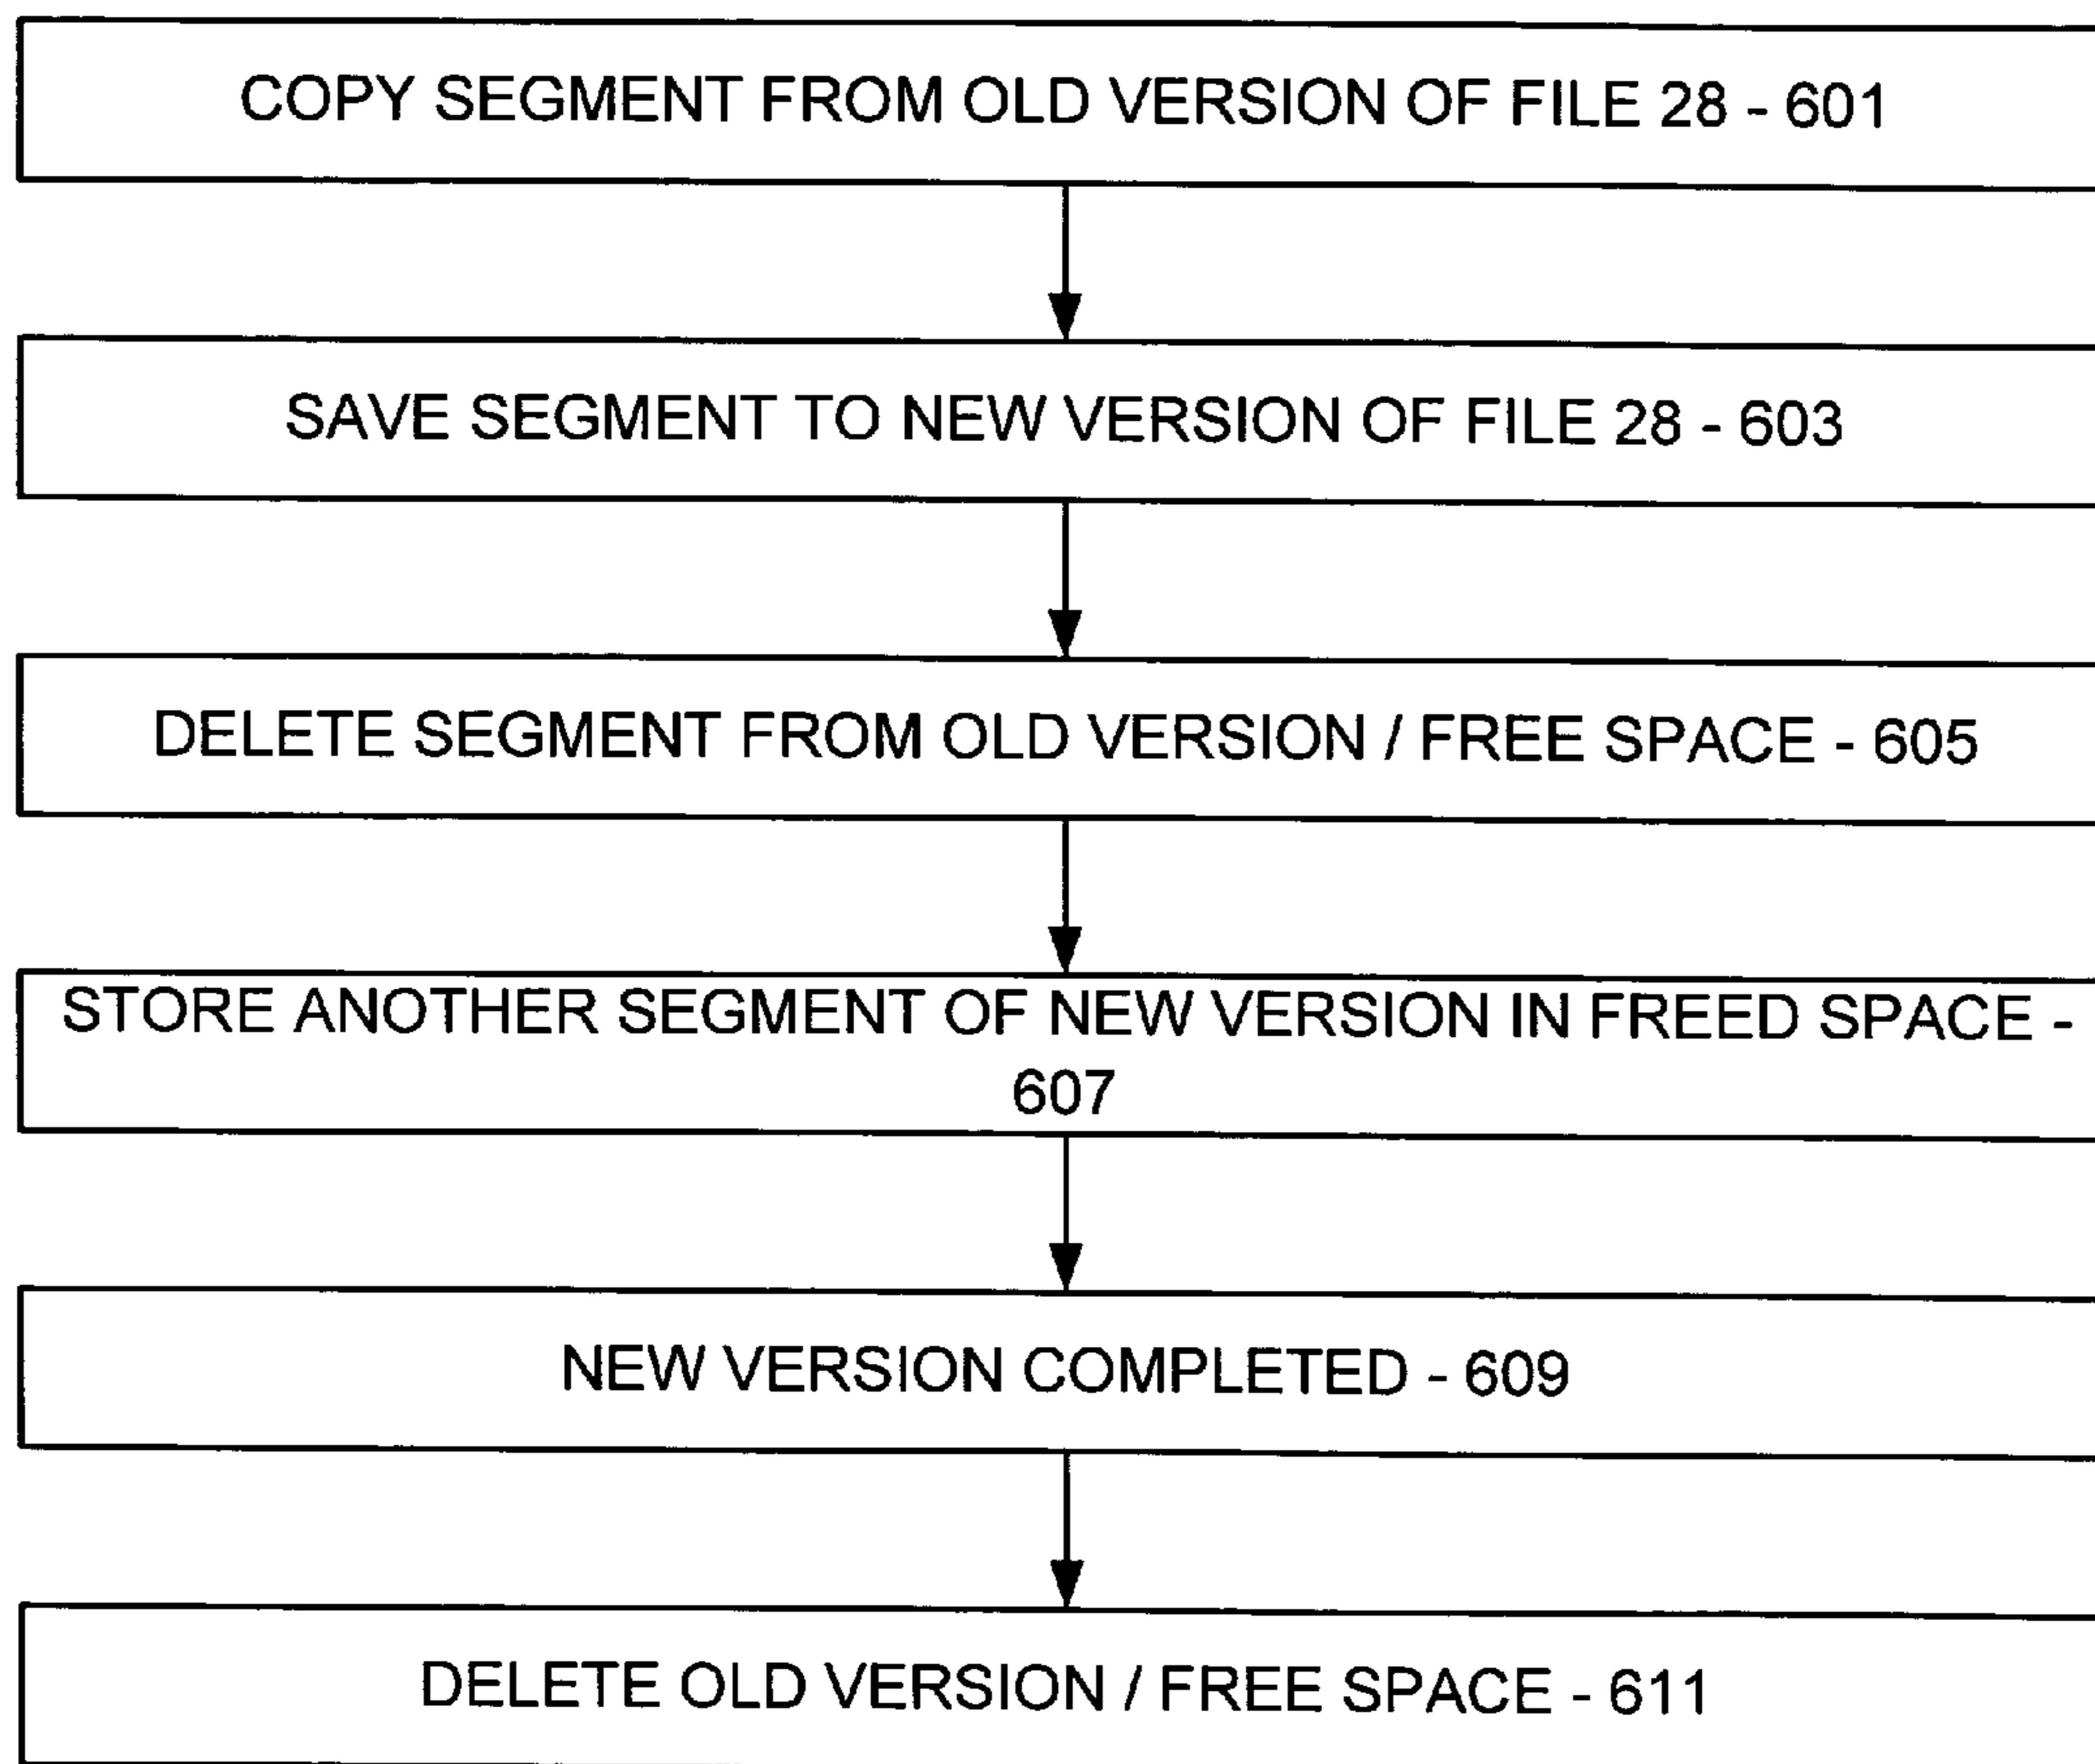 COPY SEGMENT FROM OLD VERSION OF FILE 28 - 601
SAVE SEGMENT TO NEW VERSION OF FILE 28 - 603
DELETE SEGMENT FROM OLD VERSION / FREE SPACE - 605
STORE ANOTHER SEGMENT OF NEW VERSION IN FREED SPACE -
607
NEW VERSION COMPLETED - 609
DELETE OLD VERSION / FREE SPACE - 611